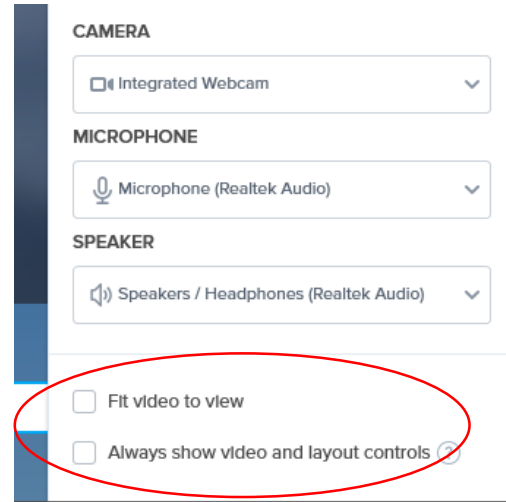 CAMERA
Integrated Webcam
MICROPHONE
Microphone (Realtek Audio)
SPEAKER
Speakers / Headphones (Realtek Audio)
Fit video to view
Always show video and layout controls ?